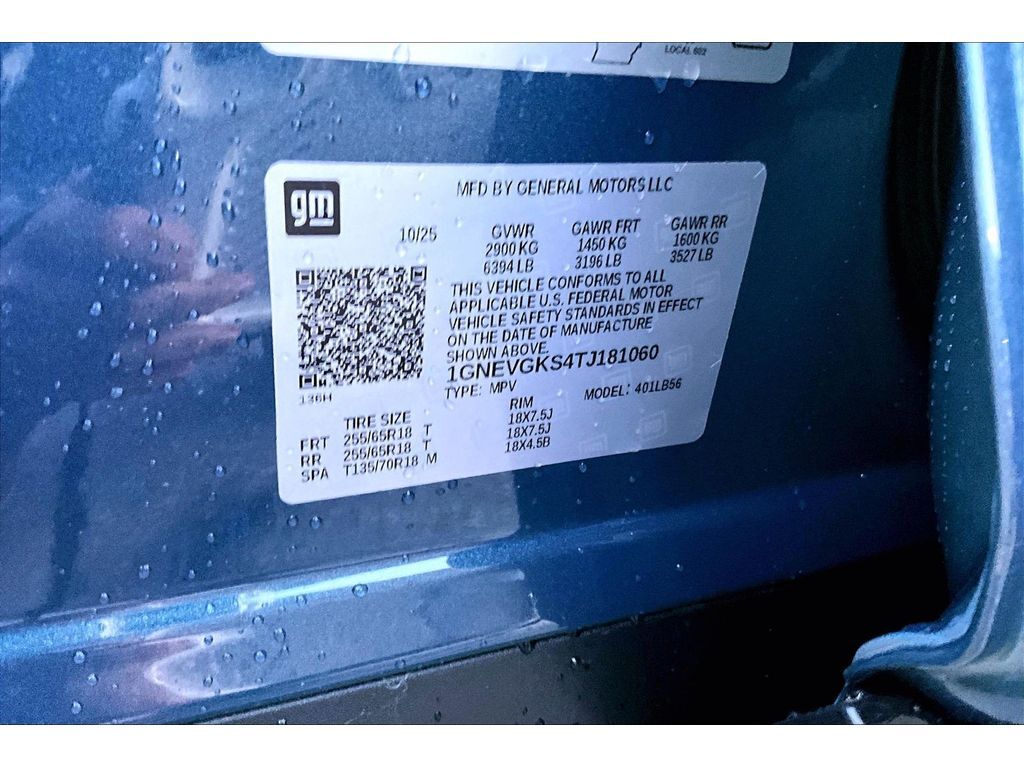 LOCAL 602
gm
MFD BY GENERAL MOTORS LLC
10/25
GVWR
2900 KG
6394 LB
GAWR FRT
1450 KG
3196 LB
GAWR RR
1600 KG
3527 LB
THIS VEHICLE CONFORMS TO ALL
APPLICABLE U.S. FEDERAL MOTOR
VEHICLE SAFETY STANDARDS IN EFFECT
ON THE DATE OF MANUFACTURE
SHOWN ABOVE.
1GNEVGKS4TJ181060
TYPE: MPV MODEL: 401LB56
136H
TIRE SIZE RIM
FRT 255/65R18 T 18X7.5J
RR 255/65R18 T 18X7.5J
SPA T135/70R18 M 18X4.5B